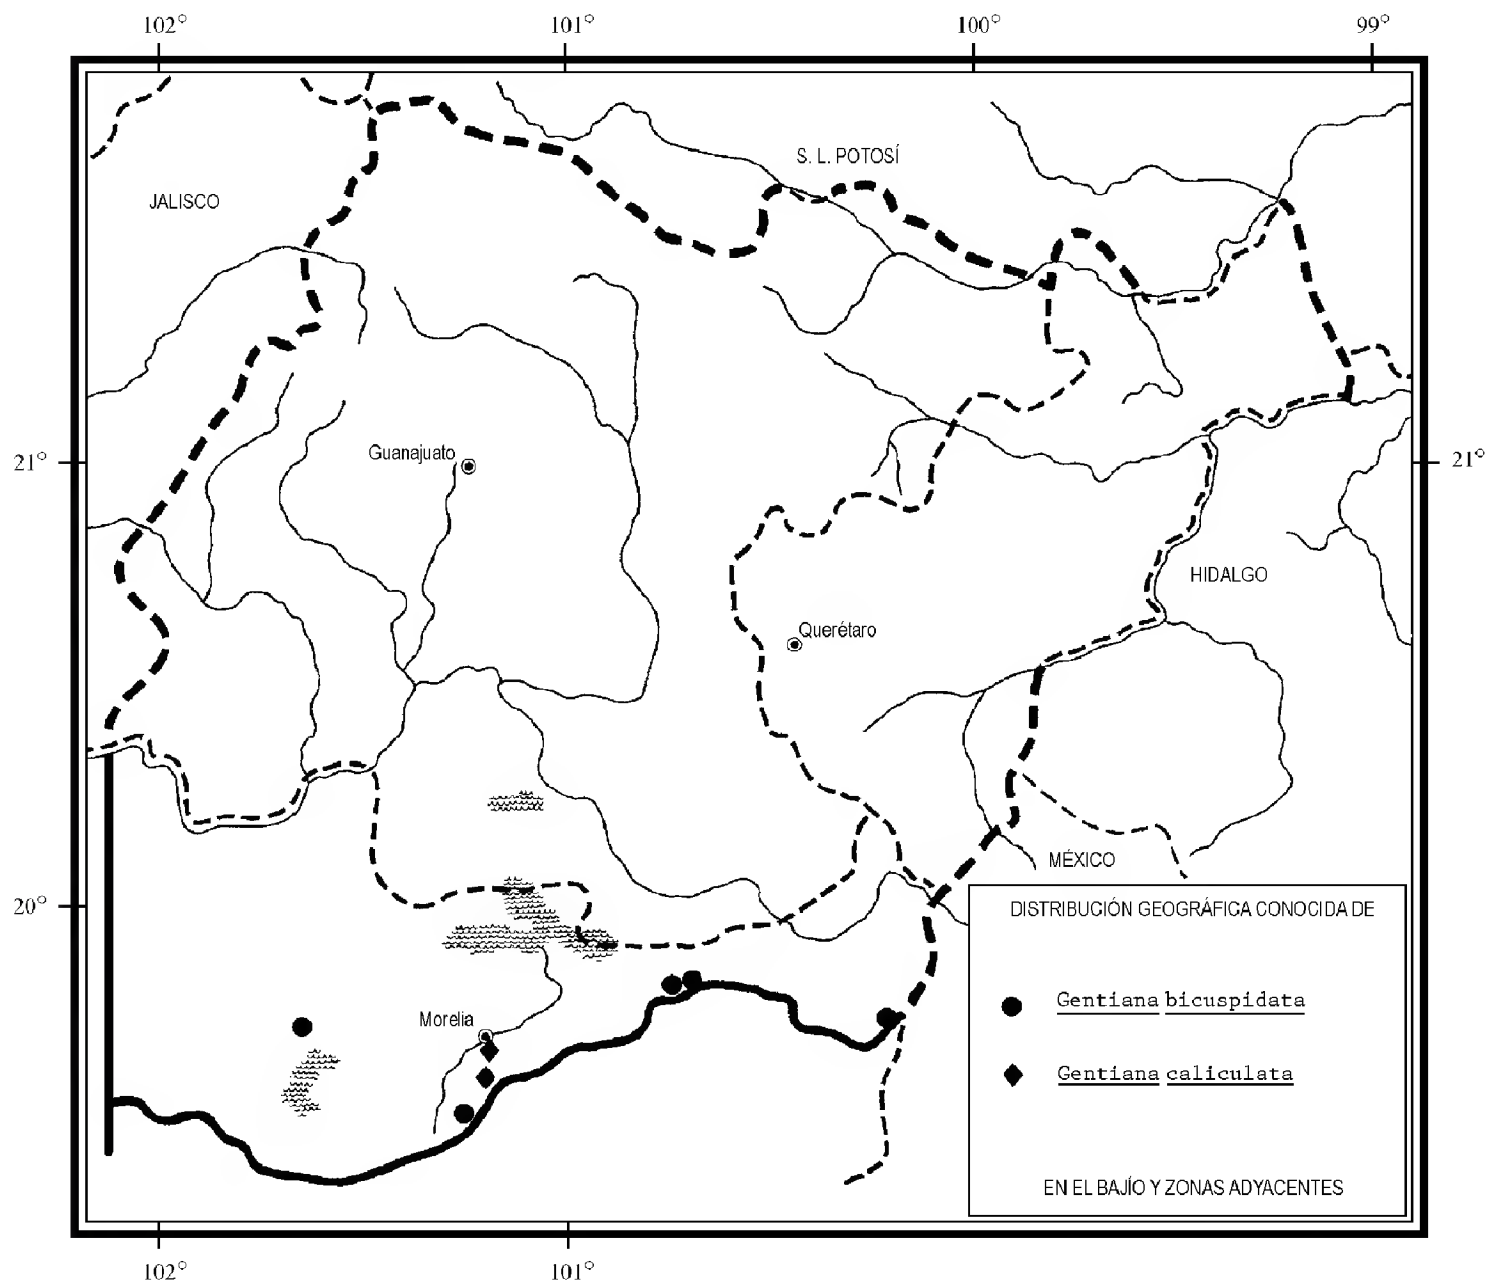 102° 101° 100° 99°
S. L. POTOSÍ
JALISCO
Guanajuato
21° 21°
HIDALGO
Querétaro
MÉXICO
20°
DISTRIBUCIÓN GEOGRÁFICA CONOCIDA DE
Gentiana bicuspidata
Morelia
Gentiana caliculata
EN EL BAJÍO Y ZONAS ADYACENTES
102° 101°